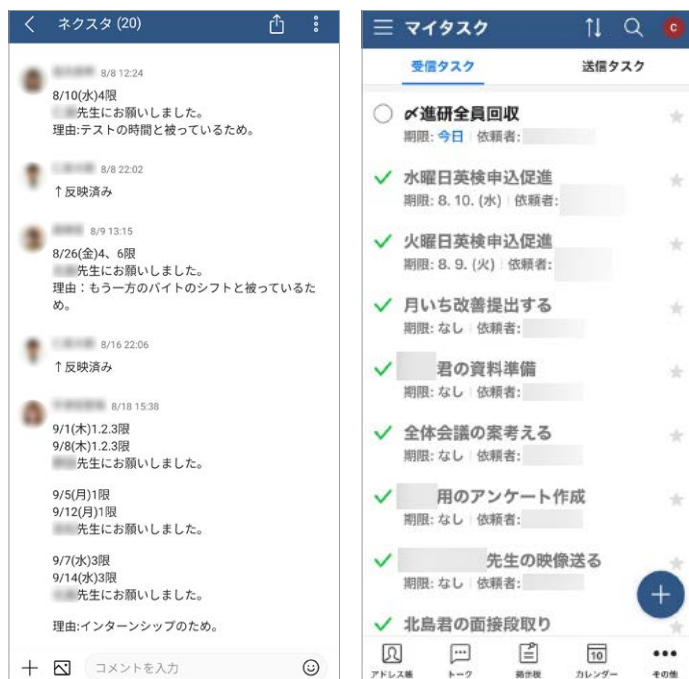 ネクスタ (20)
8/8 12:24
8/10(水)4限
先生にお願いしました。
理由:テストの時間と被っているため。
8/8 22:02
↑反映済み
8/9 13:15
8/26(金)4、6限
先生にお願いしました。
理由：もう一方のバイトのシフトと被っているた
め。
8/16 22:06
↑反映済み
8/18 15:38
9/1(木)1.2.3限
9/8(木)1.2.3限
先生にお願いしました。
9/5(月)1限
9/12(月)1限
先生にお願いしました。
9/7(水)3限
9/14(水)3限
先生にお願いしました。
理由:インターンシップのため。
コメントを入力
マイタスク
C
受信タスク
送信タスク
〆進研全員回収
期限: 今日 依頼者:
水曜日英検申込促進
期限: 8. 10. (水) 依頼者:
火曜日英検申込促進
期限: 8. 9. (火) 依頼者:
月いち改善提出する
期限: なし 依頼者:
君の資料準備
期限: なし 依頼者:
全体会議の案考える
期限: なし 依頼者:
用のアンケート作成
期限: なし 依頼者:
先生の映像送る
期限: なし 依頼者:
北島君の面接段取り
10
アドレス帳
トーク
掲示板
カレンダー
その他